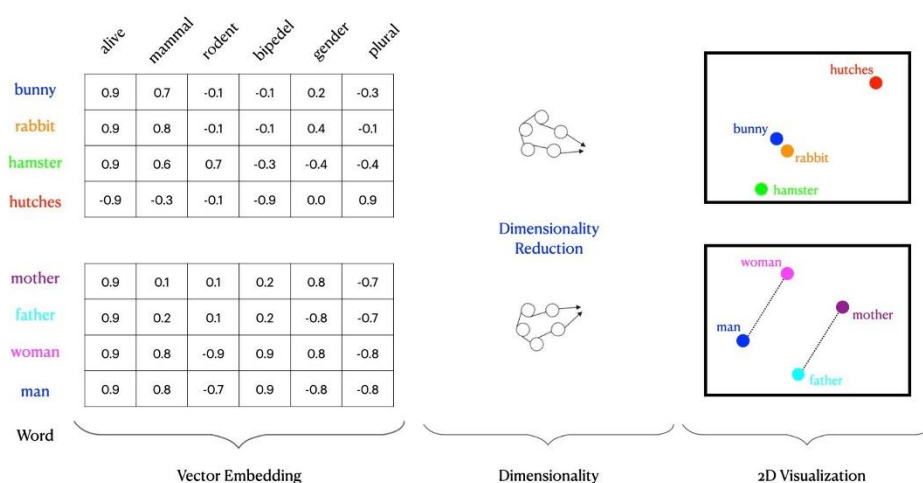 alive mammal rodent bipedel gender plural
bunny 0.9 0.7 -0.1 -0.1 0.2 -0.3
rabbit 0.9 0.8 -0.1 -0.1 0.4 -0.1
hamster 0.9 0.6 0.7 -0.3 -0.4 -0.4
hutches -0.9 -0.3 -0.1 -0.9 0.0 0.9
mother 0.9 0.1 0.1 0.2 0.8 -0.7
father 0.9 0.2 0.1 0.2 -0.8 -0.7
woman 0.9 0.8 -0.9 0.9 0.8 -0.8
man 0.9 0.8 -0.7 0.9 -0.8 -0.8
Word
Vector Embedding
Dimensionality
Reduction
Dimensionality
hutches
bunny
rabbit
hamster
woman
mother
man
father
2D Visualization